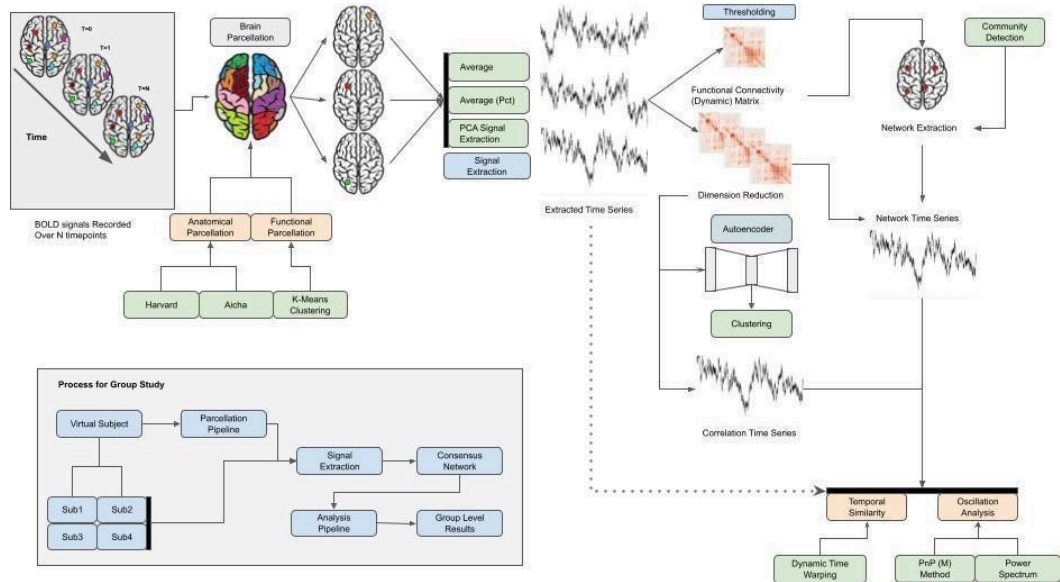 T=0
T=1
T=N
Time
BOLD signals Recorded
Over N timepoints
Brain
Parcellation
Anatomical
Parcellation
Functional
Parcellation
Harvard
Aicha
K-Means
Clustering
Average
Average (Pct)
PCA Signal
Extraction
Signal
Extraction
Extracted Time Series
Thresholding
Functional Connectivity
(Dynamic) Matrix
Dimension Reduction
Autoencoder
Clustering
Correlation Time Series
Community
Detection
Network Extraction
Network Time Series
Temporal
Similarity
Oscillation
Analysis
Dynamic Time
Warping
PnP (M)
Method
Power
Spectrum
Process for Group Study
Virtual Subject
Parcellation
Pipeline
Sub1
Sub2
Sub3
Sub4
Signal
Extraction
Consensus
Network
Analysis
Pipeline
Group Level
Results